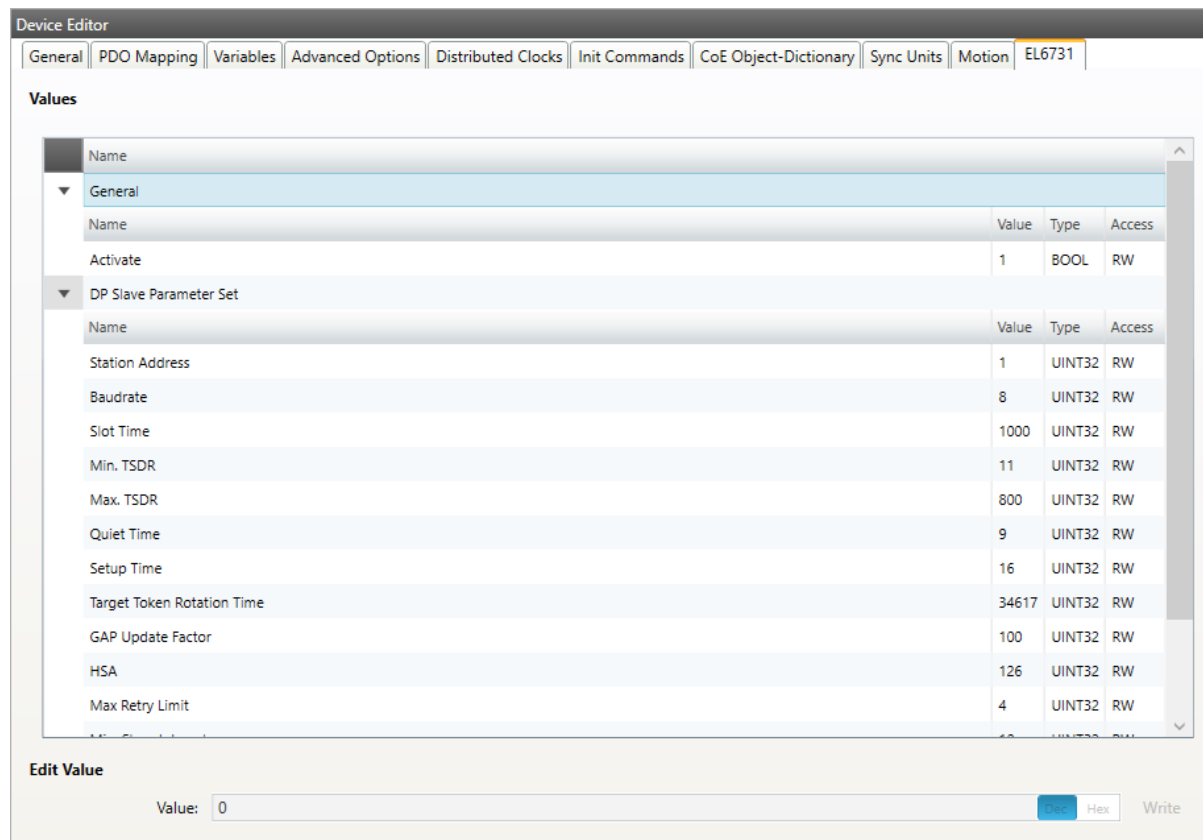 Device Editor
General PDO Mapping Variables Advanced Options Distributed Clocks Init Commands CoE Object-Dictionary Sync Units Motion EL6731
Values
Name
General
Name Value Type Access
Activate 1 BOOL RW
DP Slave Parameter Set
Name Value Type Access
Station Address 1 UINT32 RW
Baudrate 8 UINT32 RW
Slot Time 1000 UINT32 RW
Min. TSDR 11 UINT32 RW
Max. TSDR 800 UINT32 RW
Quiet Time 9 UINT32 RW
Setup Time 16 UINT32 RW
Target Token Rotation Time 34617 UINT32 RW
GAP Update Factor 100 UINT32 RW
HSA 126 UINT32 RW
Max Retry Limit 4 UINT32 RW
Edit Value
Value: 0 Dec Hex Write